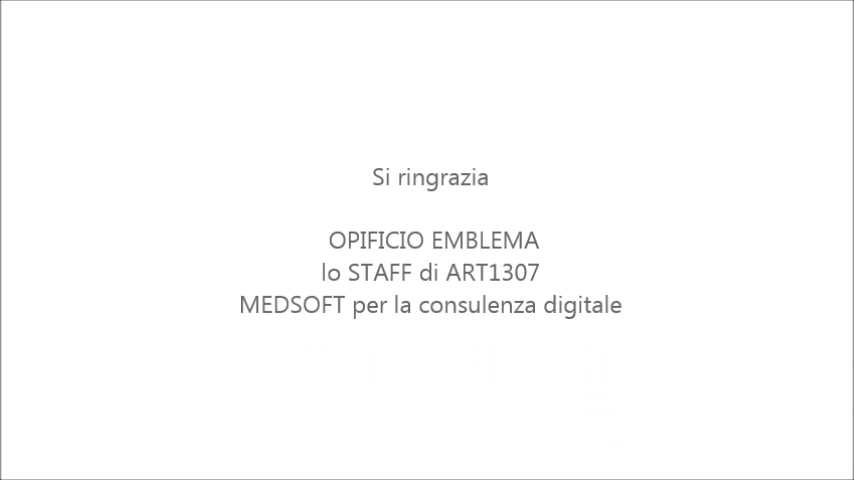 Si ringrazia
OPIFICIO EMBLEMA
lo STAFF di ART1307
MEDSOFT per la consulenza digitale